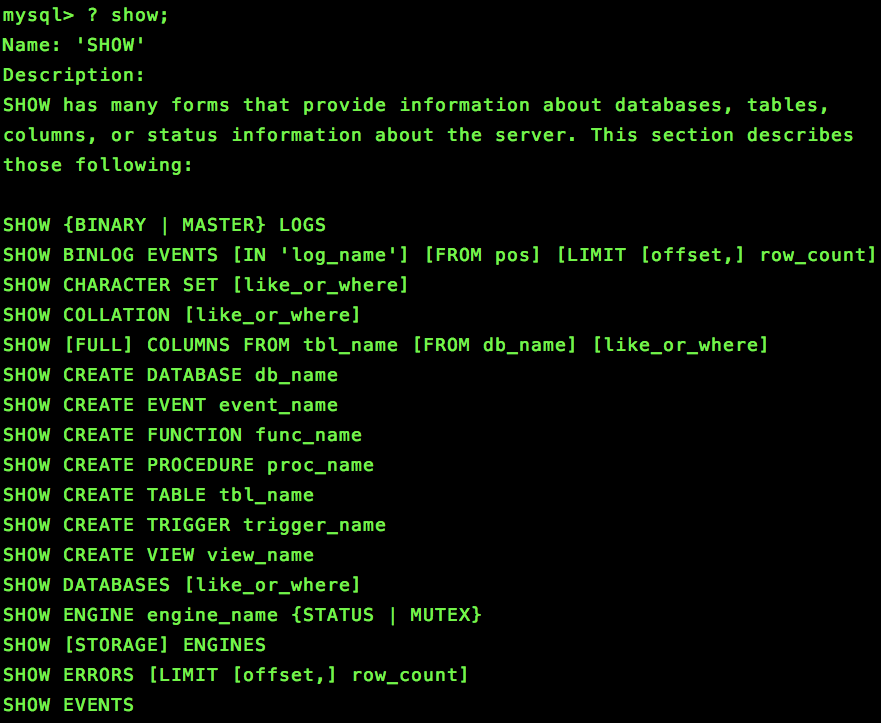 mysql> ? show;
Name: 'SHOW'
Description:
SHOW has many forms that provide information about databases, tables,
columns, or status information about the server. This section describes
those following:

SHOW {BINARY | MASTER} LOGS
SHOW BINLOG EVENTS [IN 'log_name'] [FROM pos] [LIMIT [offset,] row_count]
SHOW CHARACTER SET [like_or_where]
SHOW COLLATION [like_or_where]
SHOW [FULL] COLUMNS FROM tbl_name [FROM db_name] [like_or_where]
SHOW CREATE DATABASE db_name
SHOW CREATE EVENT event_name
SHOW CREATE FUNCTION func_name
SHOW CREATE PROCEDURE proc_name
SHOW CREATE TABLE tbl_name
SHOW CREATE TRIGGER trigger_name
SHOW CREATE VIEW view_name
SHOW DATABASES [like_or_where]
SHOW ENGINE engine_name {STATUS | MUTEX}
SHOW [STORAGE] ENGINES
SHOW ERRORS [LIMIT [offset,] row_count]
SHOW EVENTS